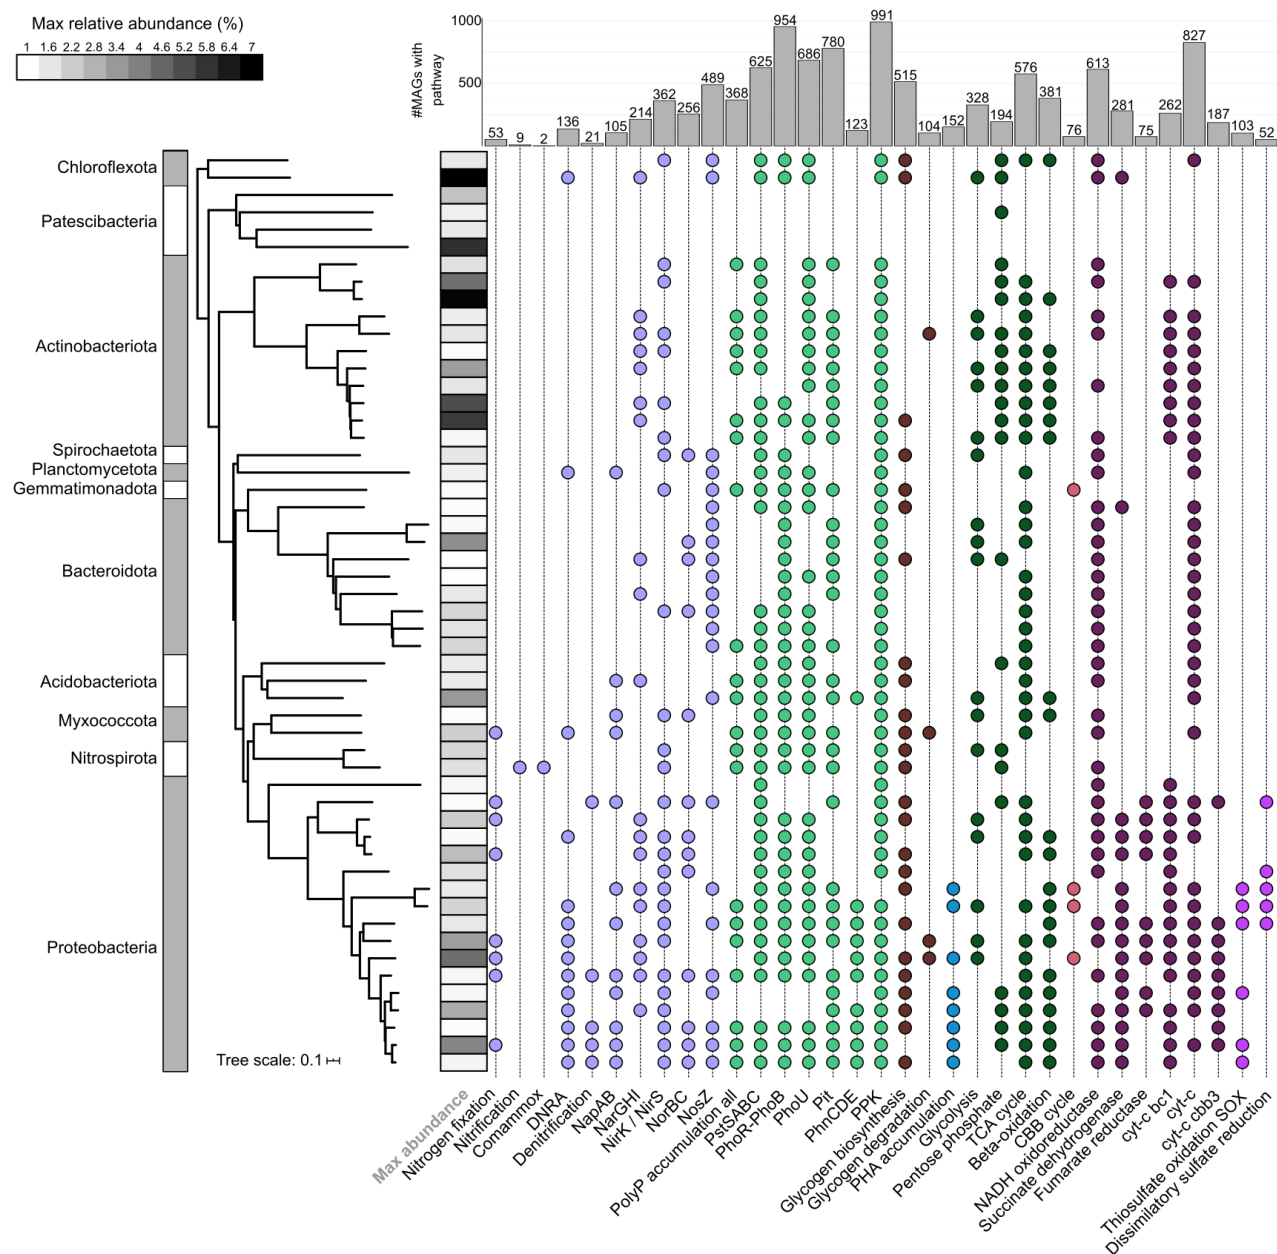 Max relative abundance (%)
1 1.6 2.2 2.8 3.4 4 4.6 5.2 5.8 6.4 7
#MAGs with
pathway
1000
500
53 9 2 136 21 105 214 362 256 489 368 625 954 686 780 123 991 515 104 152 328 194 576 381 76 613 281 75 262 827 187 103 52
Chloroflexota
Patescibacteria
Actinobacteriota
Spirochaetota
Planctomycetota
Gemmatimonadota
Bacteroidota
Acidobacteriota
Myxococcota
Nitrospirota
Proteobacteria
Tree scale: 0.1
Max abundance
Nitrogen fixation
Nitrification
Comammox
DNRA
Denitrification
NapAB
NarGHI
NirK / NirS
NorBC
NosZ
PolyP accumulation all
PstSABC
PhoR-PhoB
PhoU
Pit
PhnCDE
PPK
Glycogen biosynthesis
Glycogen degradation
PHA accumulation
Glycolysis
Pentose phosphate
TCA cycle
Beta-oxidation
CBB cycle
NADH oxidoreductase
Succinate dehydrogenase
Fumarate reductase
cyt-c bc1
cyt-c
cyt-c cbb3
Thiosulfate oxidation SOX
Dissimilatory sulfate reduction